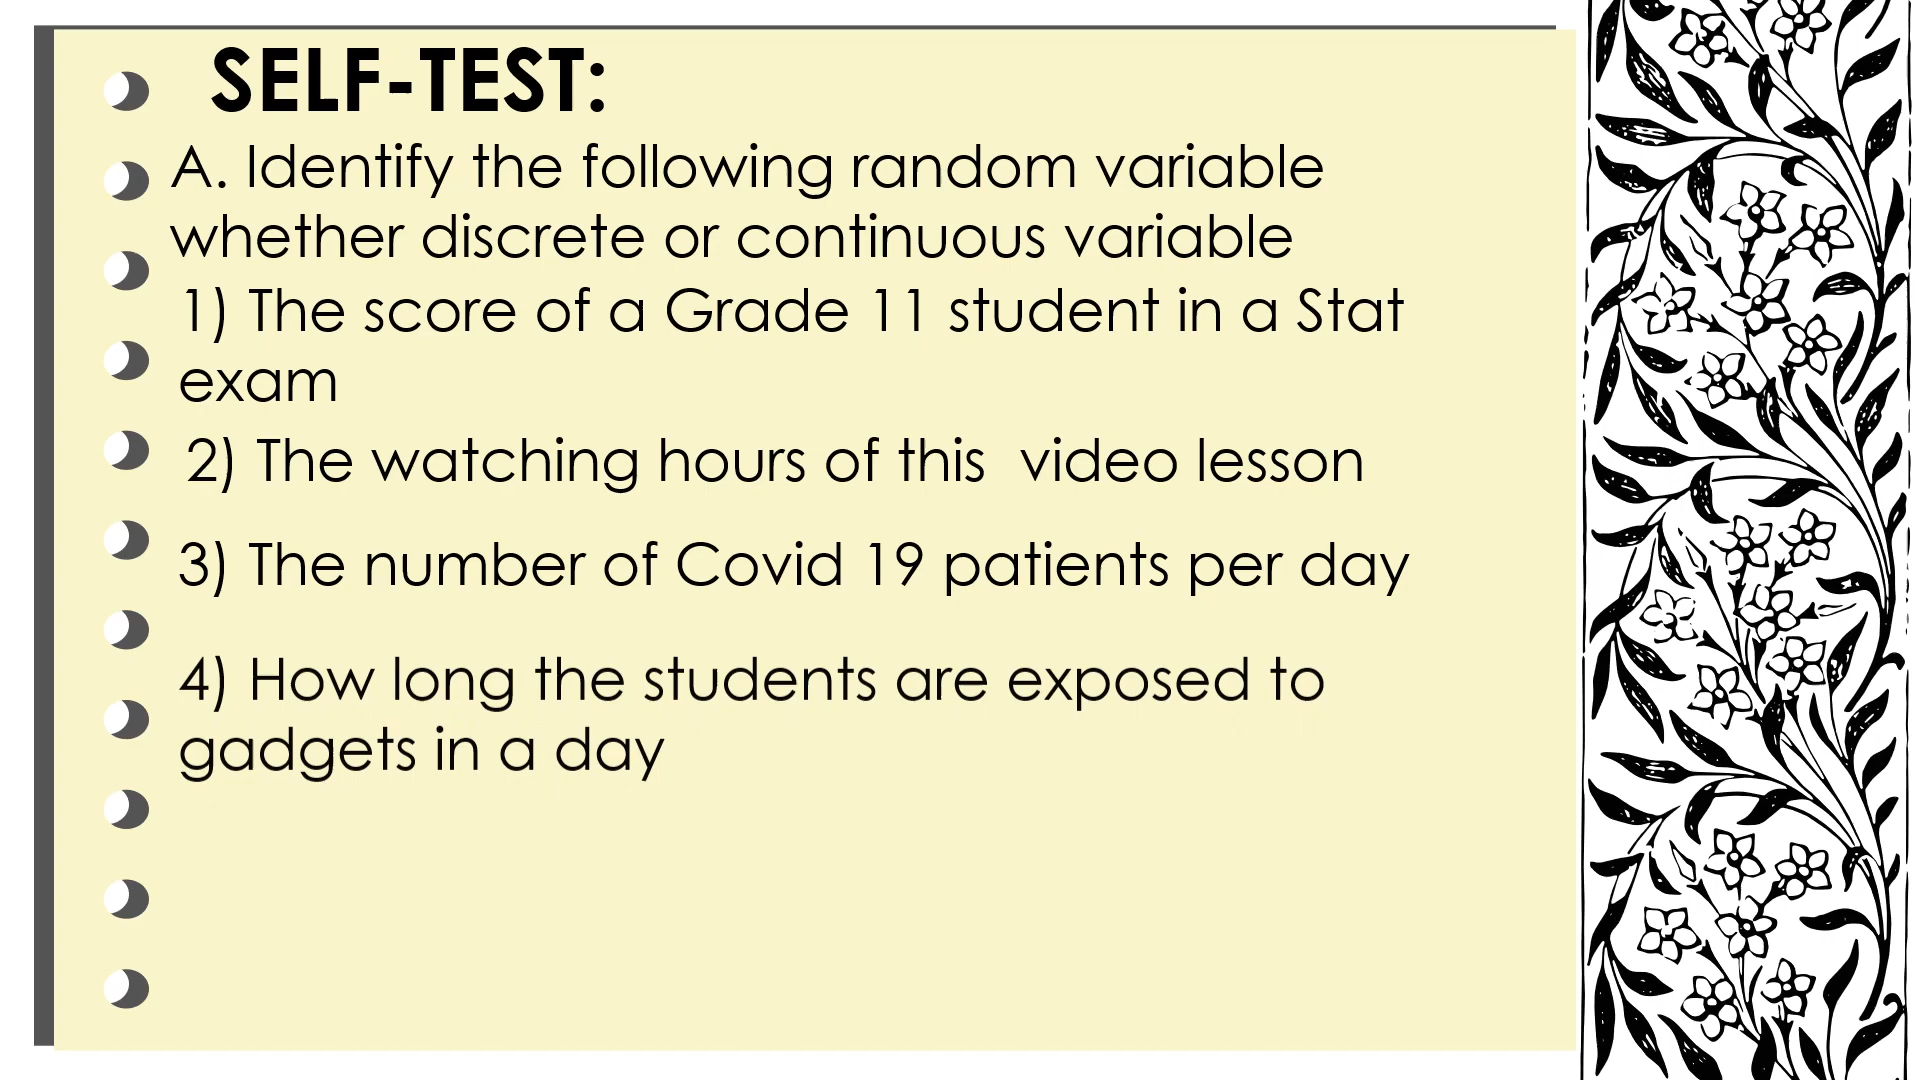 SELF-TEST:
A. Identify the following random variable
whether discrete or continuous variable
1) The score of a Grade 11 student in a Stat
exam
2) The watching hours of this  video lesson
3) The number of Covid 19 patients per day
4) How long the students are exposed to
gadgets in a day